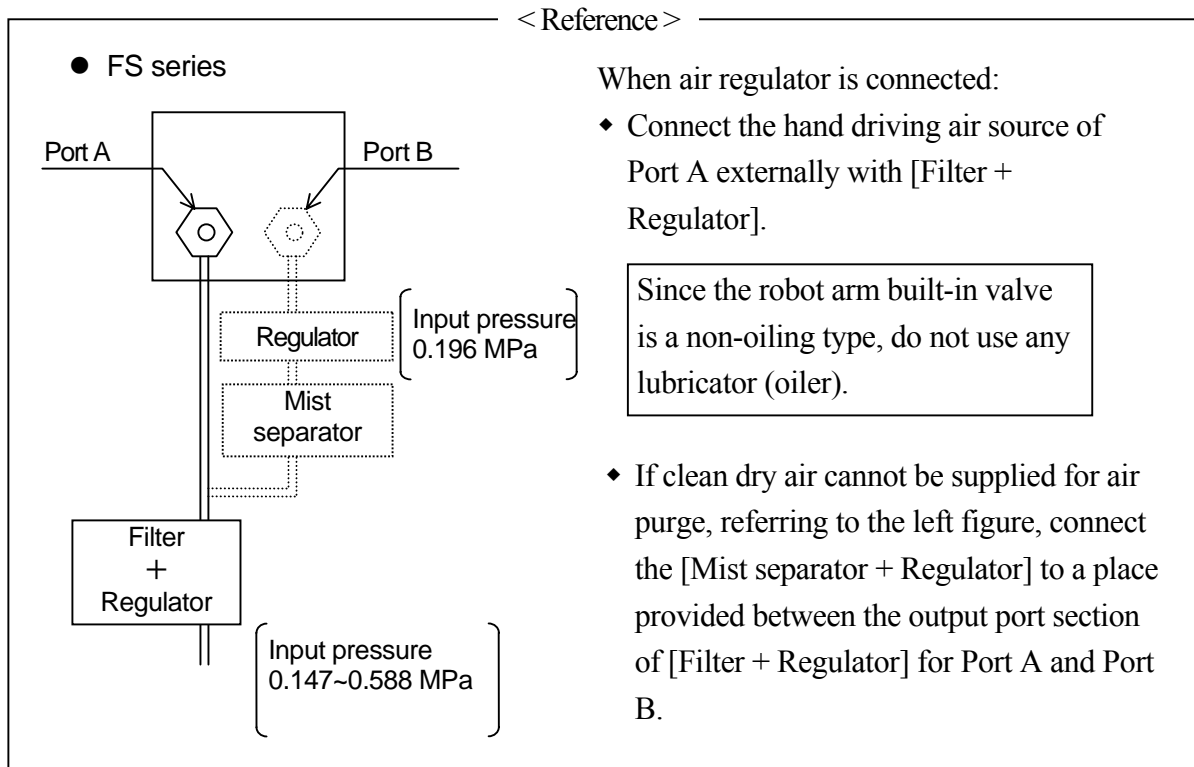 < Reference >
● FS series
Port A
Port B
Regulator
Input pressure
0.196 MPa
Mist
separator
Filter
+
Regulator
Input pressure
0.147~0.588 MPa
When air regulator is connected:
◆ Connect the hand driving air source of
Port A externally with [Filter +
Regulator].
Since the robot arm built-in valve
is a non-oiling type, do not use any
lubricator (oiler).
◆ If clean dry air cannot be supplied for air
purge, referring to the left figure, connect
the [Mist separator + Regulator] to a place
provided between the output port section
of [Filter + Regulator] for Port A and Port
B.